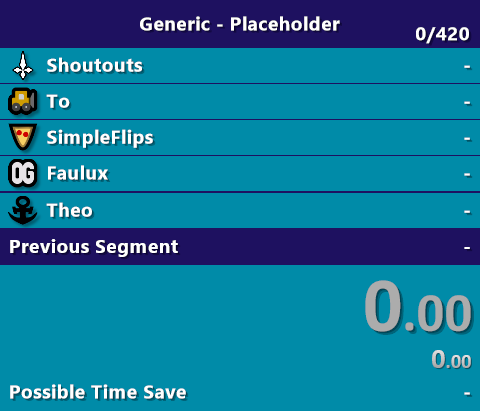 Generic - Placeholder
0/420
Shoutouts -
To -
SimpleFlips -
OG Faulux -
Theo -
Previous Segment -
0.00
0.00
Possible Time Save -